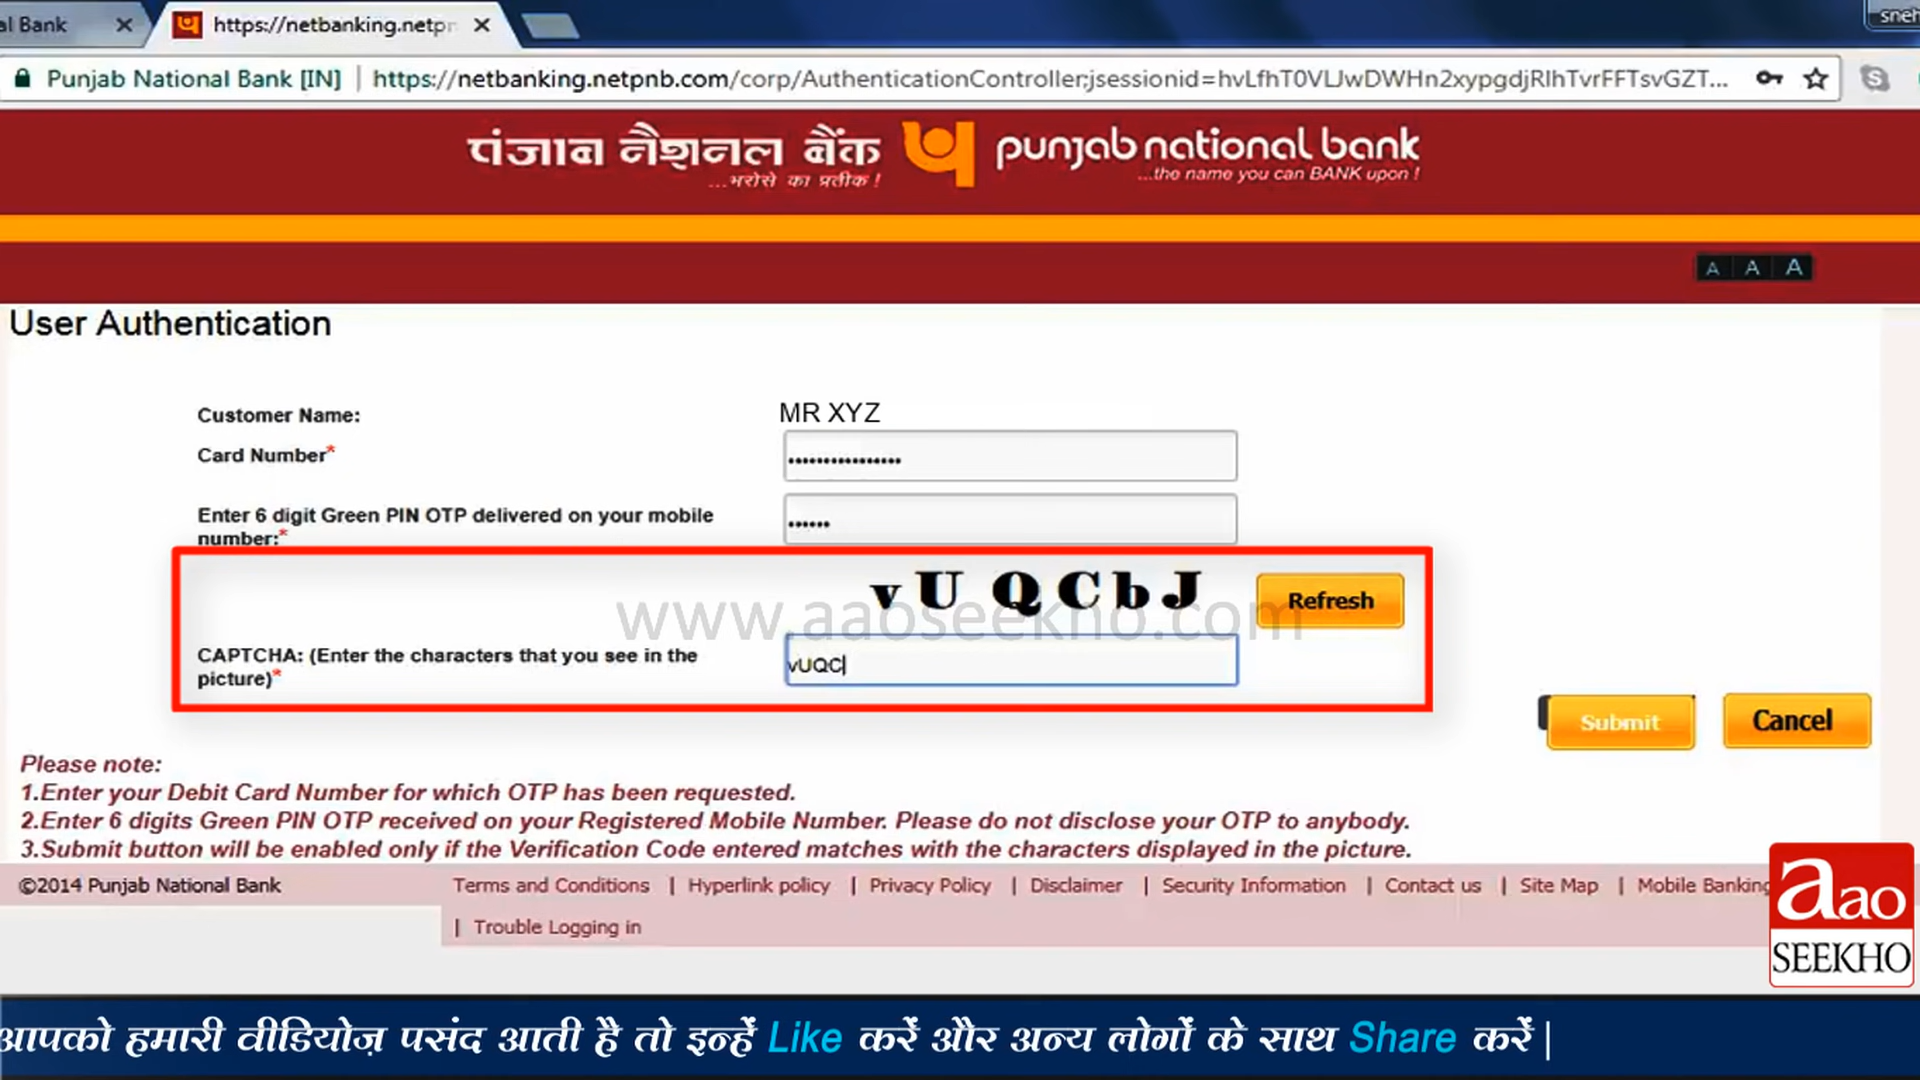 al Bank
https://netbanking.netpn
sneh
Punjab National Bank [IN] | https://netbanking.netpnb.com/corp/AuthenticationController;jsessionid=hvLfhT0VLJwDWHn2xypgdjRlhTvrFFTsvGZT...
पंजाब नैशनल बैंक punjab national bank
...भरोसे का प्रतीक ! ...the name you can BANK upon !
A A A
User Authentication
Customer Name: MR XYZ
Card Number* ••••••••••••••••
Enter 6 digit Green PIN OTP delivered on your mobile
number:* ••••••
v U Q C b J Refresh
www.aaoseekho.com
CAPTCHA: (Enter the characters that you see in the
picture)* vUQC
Submit Cancel
Please note:
1.Enter your Debit Card Number for which OTP has been requested.
2.Enter 6 digits Green PIN OTP received on your Registered Mobile Number. Please do not disclose your OTP to anybody.
3.Submit button will be enabled only if the Verification Code entered matches with the characters displayed in the picture.
©2014 Punjab National Bank Terms and Conditions | Hyperlink policy | Privacy Policy | Disclaimer | Security Information | Contact us | Site Map | Mobile Banking
| Trouble Logging in
aao
SEEKHO
आपको हमारी वीडियोज़ पसंद आती है तो इन्हें Like करें और अन्य लोगों के साथ Share करें |